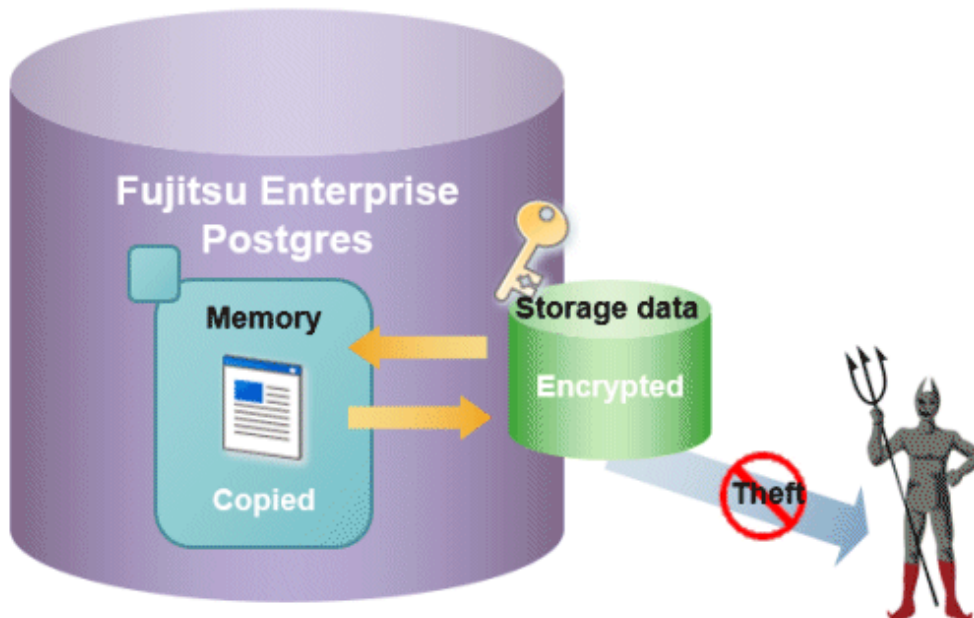 Fujitsu Enterprise
Postgres
Memory
Storage data
Encrypted
Copied
Theft